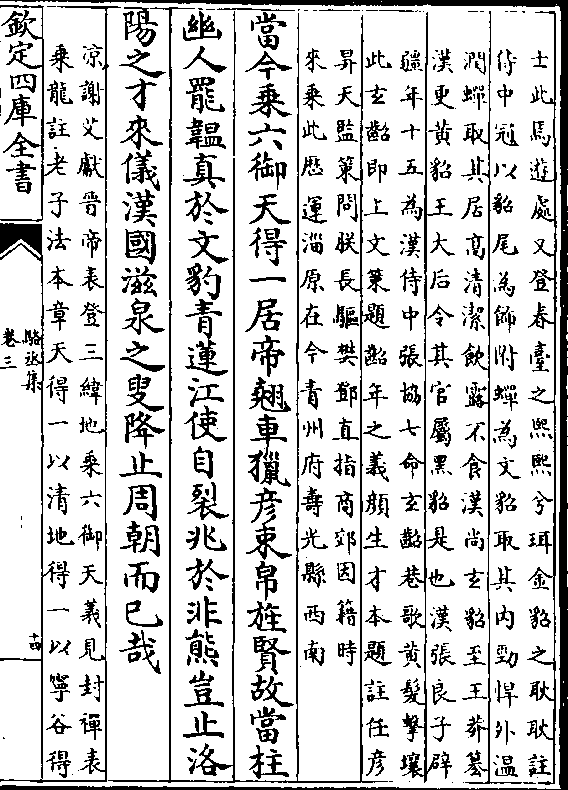 士此馬遊處又登春臺之熙熙兮珥金貂之耿耿註
侍中冠以貂尾為飾附蟬為文貂取其内勁悍外温
潤蟬取其居高清潔飲露不食漢尚𤣥貂至王莽簒
漢更黄貂王大后令其官屬黑貂是也漢張良子辟
疆年十五為漢侍中張協七命𤣥齠巷歌黄髮擊壤
此𤣥齠即上文筞題齠年之義顔生才本題註任彦
昇天監策問朕長驅樊鄧直指商郊因籍時
來乘此厯運淄原在今青州府壽光縣西南
當今乘六御天得一居帝翹車獵彦束帛旌賢故當柱
幽人罷韞真於文豹青蓮江使自裂兆於非熊豈止洛
陽之才來儀漢國滋泉之叟降止周朝而已哉
凉謝艾獻晉帝表登三緯地乘六御天義見封禪表
乘龍註老子法本章天得一以清地得一以寧谷得
欽定四庫全書
駱丞集
卷三
十四